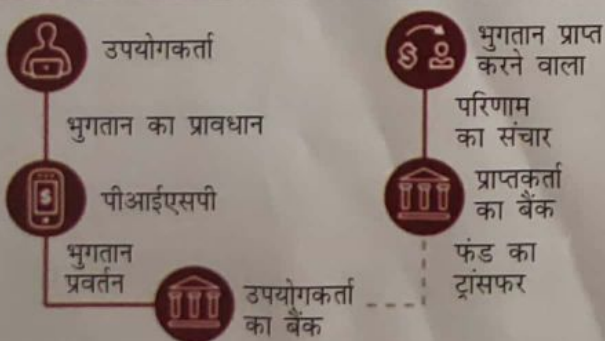 उपयोगकर्ता
भुगतान का प्रावधान
पीआईएसपी
भुगतान
प्रवर्तन
उपयोगकर्ता
का बैंक
फंड का
ट्रांसफर
प्राप्तकर्ता
का बैंक
परिणाम
का संचार
भुगतान प्राप्त
करने वाला